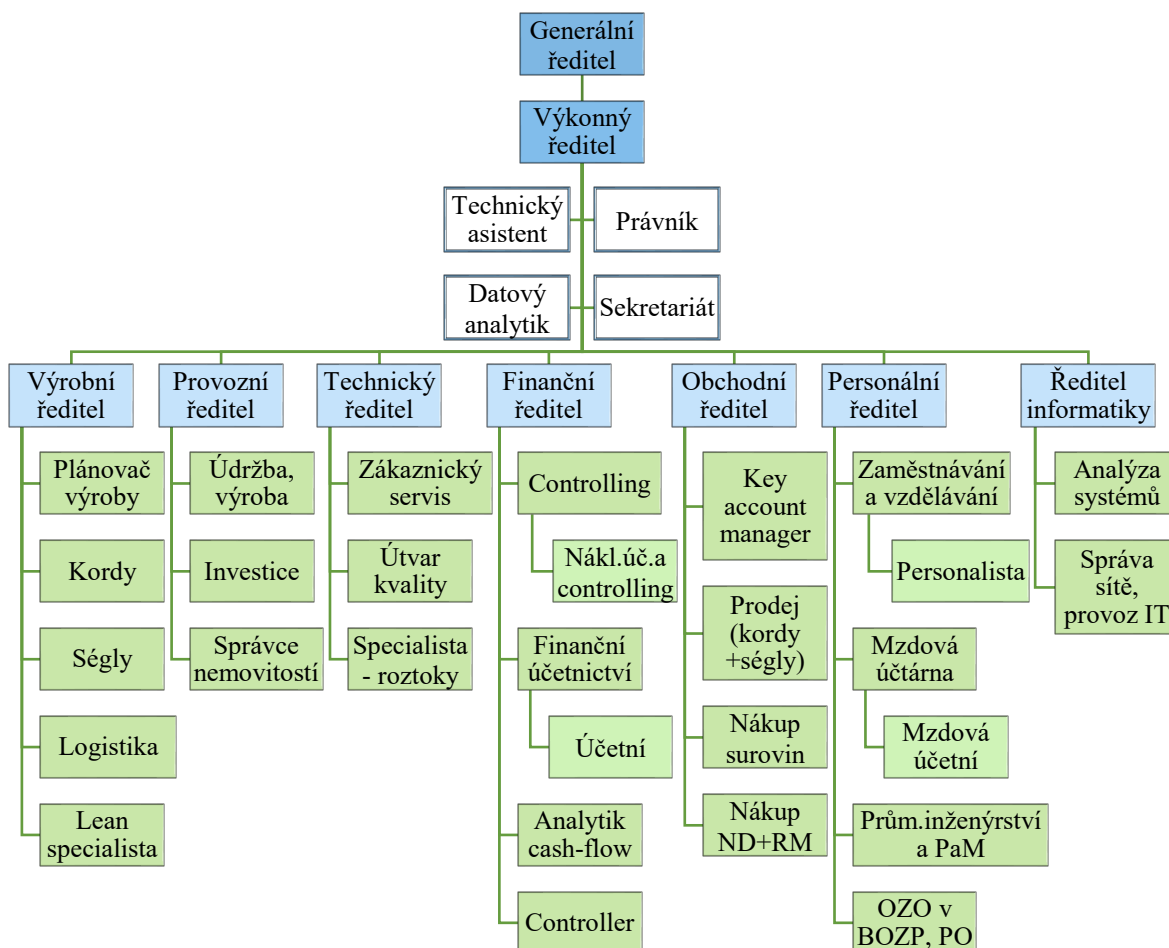 Generální
ředitel
Výkonný
ředitel
Technický
asistent
Právník
Datový
analytik
Sekretariát
Výrobní
ředitel
Provozní
ředitel
Technický
ředitel
Finanční
ředitel
Obchodní
ředitel
Personální
ředitel
Ředitel
informatiky
Plánovač
výroby
Kordy
Ségly
Logistika
Lean
specialista
Údržba,
výroba
Investice
Správce
nemovitostí
Zákaznický
servis
Útvar
kvality
Specialista
- roztoky
Controlling
Nákl.úč.a
controlling
Finanční
účetnictví
Účetní
Analytik
cash-flow
Controller
Key
account
manager
Prodej
(kordy
+ségly)
Nákup
surovin
Nákup
ND+RM
Zaměstnávání
a vzdělávání
Personalista
Mzdová
účtárna
Mzdová
účetní
Prům.inženýrství
a PaM
OZO v
BOZP, PO
Analýza
systémů
Správa
sítě,
provoz IT